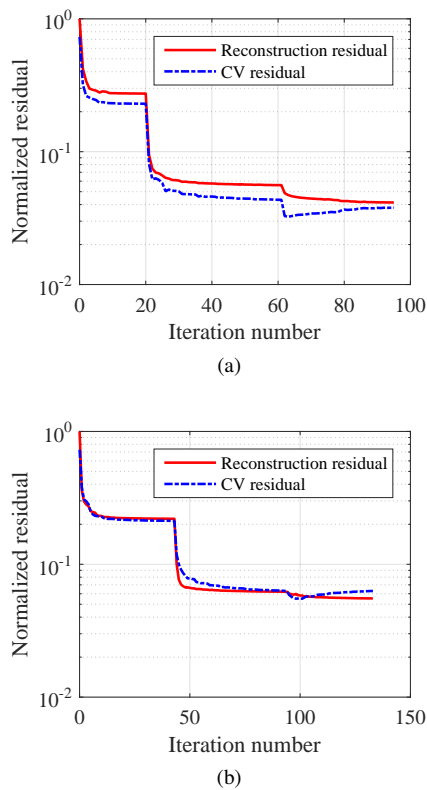 10^0
Reconstruction residual
CV residual
10^-1
10^-2
Normalized residual
0 20 40 60 80 100
Iteration number
(a)
10^0
Reconstruction residual
CV residual
10^-1
10^-2
Normalized residual
0 50 100 150
Iteration number
(b)